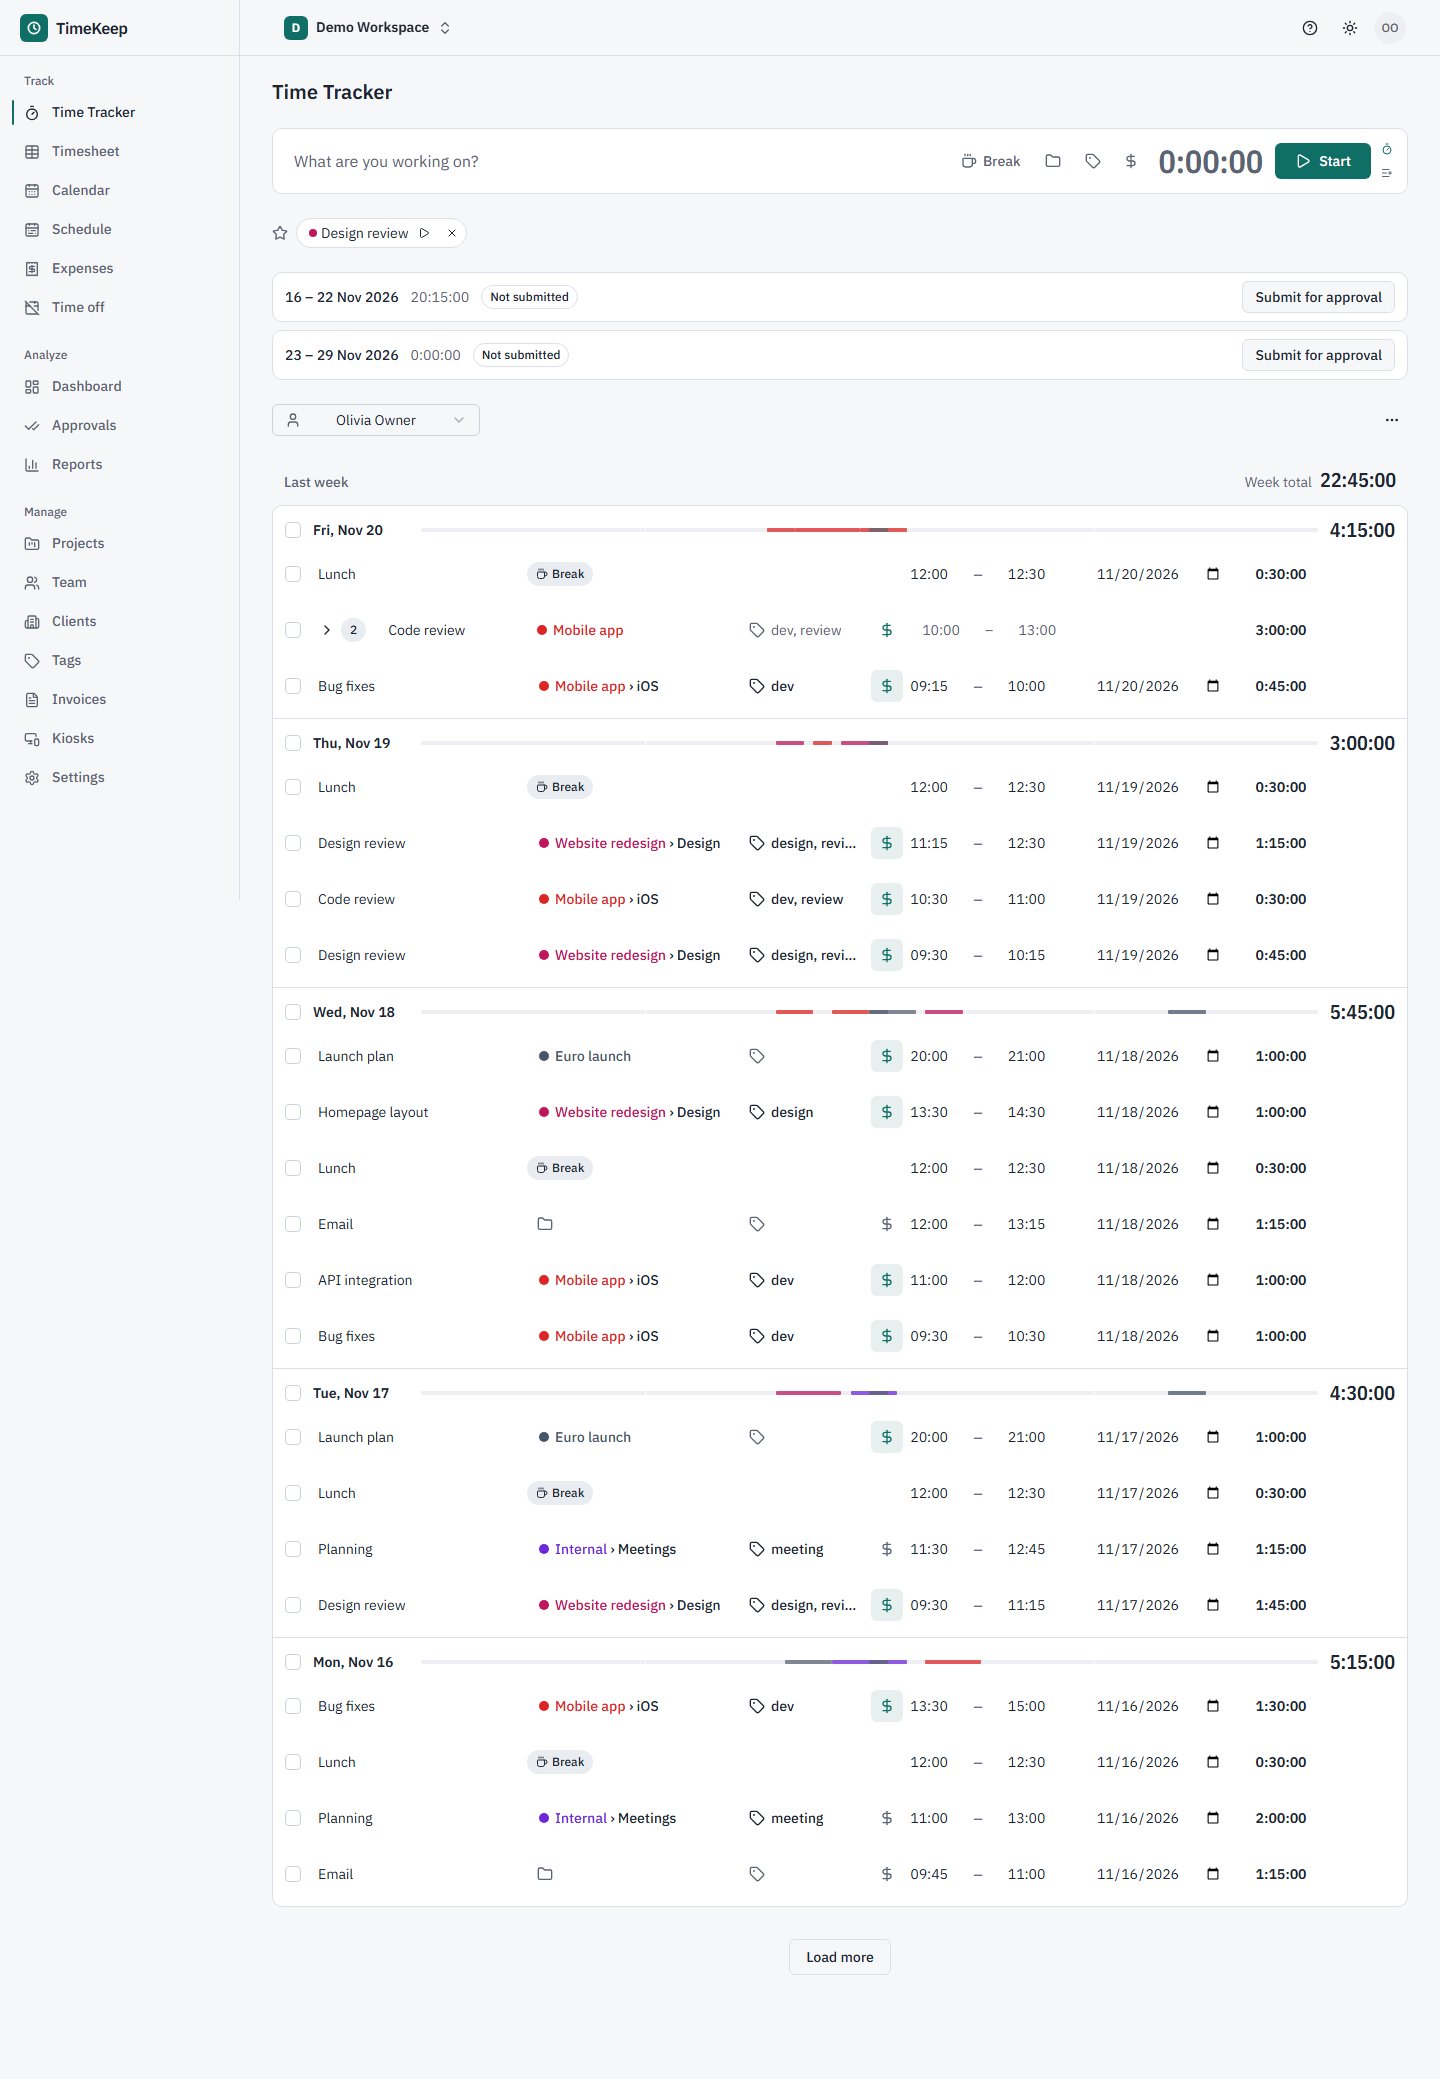 TimeKeep
D Demo Workspace
OO
Track
Time Tracker
Timesheet
Calendar
Schedule
Expenses
Time off
Analyze
Dashboard
Approvals
Reports
Manage
Projects
Team
Clients
Tags
Invoices
Kiosks
Settings
Time Tracker
What are you working on? Break $ 0:00:00 Start
Design review
16 – 22 Nov 2026 20:15:00 Not submitted Submit for approval
23 – 29 Nov 2026 0:00:00 Not submitted Submit for approval
Olivia Owner
Last week Week total 22:45:00
Fri, Nov 20 4:15:00
Lunch Break 12:00 – 12:30 11/20/2026 0:30:00
2 Code review Mobile app dev, review $ 10:00 – 13:00 3:00:00
Bug fixes Mobile app › iOS dev $ 09:15 – 10:00 11/20/2026 0:45:00
Thu, Nov 19 3:00:00
Lunch Break 12:00 – 12:30 11/19/2026 0:30:00
Design review Website redesign › Design design, revi... $ 11:15 – 12:30 11/19/2026 1:15:00
Code review Mobile app › iOS dev, review $ 10:30 – 11:00 11/19/2026 0:30:00
Design review Website redesign › Design design, revi... $ 09:30 – 10:15 11/19/2026 0:45:00
Wed, Nov 18 5:45:00
Launch plan Euro launch $ 20:00 – 21:00 11/18/2026 1:00:00
Homepage layout Website redesign › Design design $ 13:30 – 14:30 11/18/2026 1:00:00
Lunch Break 12:00 – 12:30 11/18/2026 0:30:00
Email $ 12:00 – 13:15 11/18/2026 1:15:00
API integration Mobile app › iOS dev $ 11:00 – 12:00 11/18/2026 1:00:00
Bug fixes Mobile app › iOS dev $ 09:30 – 10:30 11/18/2026 1:00:00
Tue, Nov 17 4:30:00
Launch plan Euro launch $ 20:00 – 21:00 11/17/2026 1:00:00
Lunch Break 12:00 – 12:30 11/17/2026 0:30:00
Planning Internal › Meetings meeting $ 11:30 – 12:45 11/17/2026 1:15:00
Design review Website redesign › Design design, revi... $ 09:30 – 11:15 11/17/2026 1:45:00
Mon, Nov 16 5:15:00
Bug fixes Mobile app › iOS dev $ 13:30 – 15:00 11/16/2026 1:30:00
Lunch Break 12:00 – 12:30 11/16/2026 0:30:00
Planning Internal › Meetings meeting $ 11:00 – 13:00 11/16/2026 2:00:00
Email $ 09:45 – 11:00 11/16/2026 1:15:00
Load more